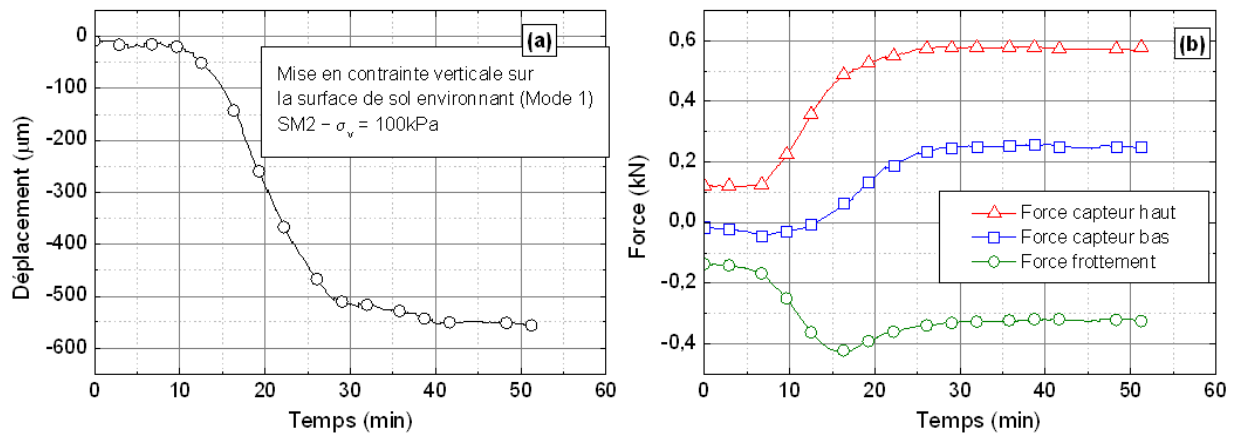 (a)
Mise en contrainte verticale sur
la surface de sol environnant (Mode 1)
SM2 – σv = 100kPa
Déplacement (μm)
0
-100
-200
-300
-400
-500
-600
0 10 20 30 40 50 60
Temps (min)
(b)
Force (kN)
0,6
0,4
0,2
0,0
-0,2
-0,4
Force capteur haut
Force capteur bas
Force frottement
0 10 20 30 40 50 60
Temps (min)